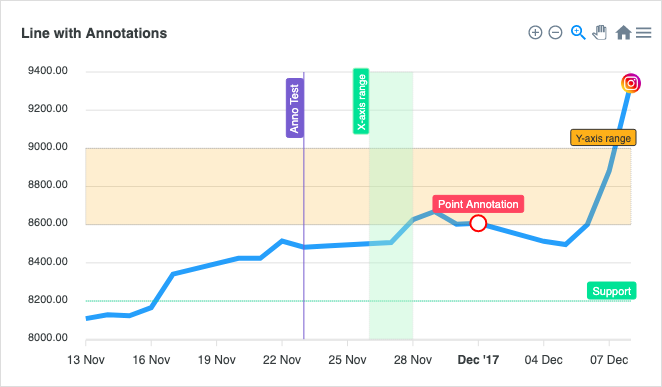 Line with Annotations
9400.00
9200.00
9000.00
8800.00
8600.00
8400.00
8200.00
8000.00
Anno Test
X-axis range
Y-axis range
Point Annotation
Support
13 Nov
16 Nov
19 Nov
22 Nov
25 Nov
28 Nov
Dec '17
04 Dec
07 Dec